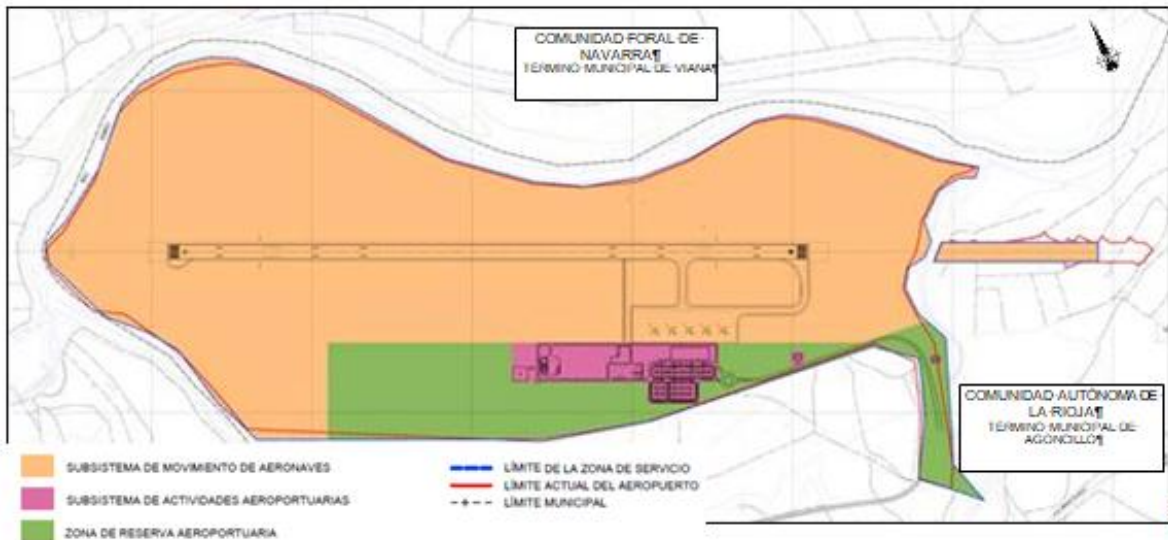 COMUNIDAD·FORAL·DE·
NAVARRA¶
TÉRMINO·MUNICIPAL·DE·VIANA¶
COMUNIDAD·AUTÓNOMA·DE·
LA·RIOJA¶
TÉRMINO·MUNICIPAL·DE·
AGONCILLO¶
SUBSISTEMA DE MOVIMIENTO DE AERONAVES
SUBSISTEMA DE ACTIVIDADES AEROPORTUARIAS
ZONA DE RESERVA AEROPORTUARIA
LÍMITE DE LA ZONA DE SERVICIO
LÍMITE ACTUAL DEL AEROPUERTO
LÍMITE MUNICIPAL